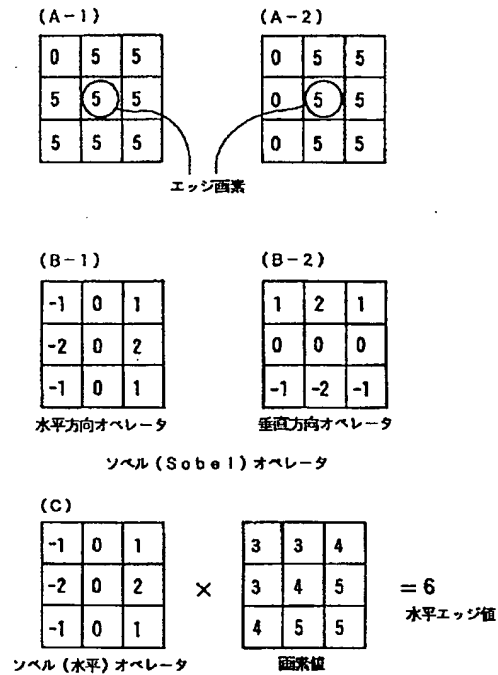 (A-1) (A-2)
0 5 5 0 5 5
5 5 5 0 5 5
5 5 5 0 5 5
エッジ画素
(B-1) (B-2)
-1 0 1 1 2 1
-2 0 2 0 0 0
-1 0 1 -1 -2 -1
水平方向オペレータ 垂直方向オペレータ
ソベル(Sobel)オペレータ
(C)
-1 0 1 3 3 4
-2 0 2 × 3 4 5 =6
水平エッジ値
-1 0 1 4 5 5
ソベル(水平)オペレータ 画素値